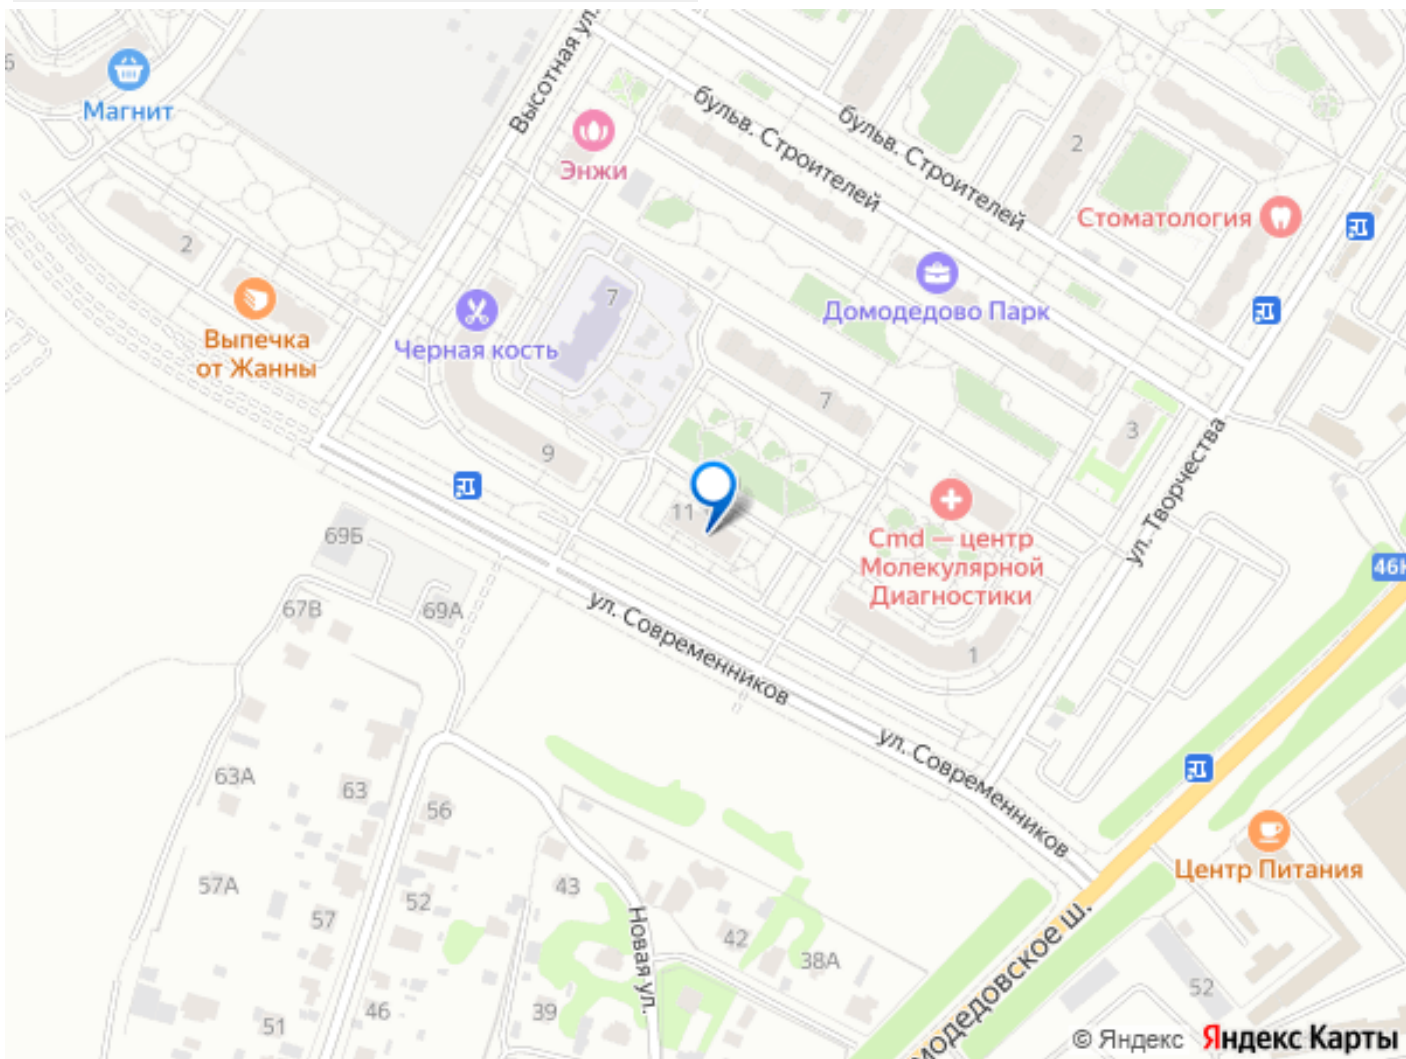 Высотная ул.
6
Магнит
бульв. Строителей
бульв. Строителей
2
Энжи
Стоматология
2
7
Домодедово Парк
Выпечка
от Жанны
Черная кость
7
3
9
11
ул. Творчества
69Б
Cmd — центр
Молекулярной
Диагностики
46К
67В
69А
ул. Современников
1
ул. Современников
63А
63
56
Центр Питания
57А
43
52
57
Новая ул.
42
38А
модедовское ш.
52
46
39
51
© Яндекс Яндекс Карты